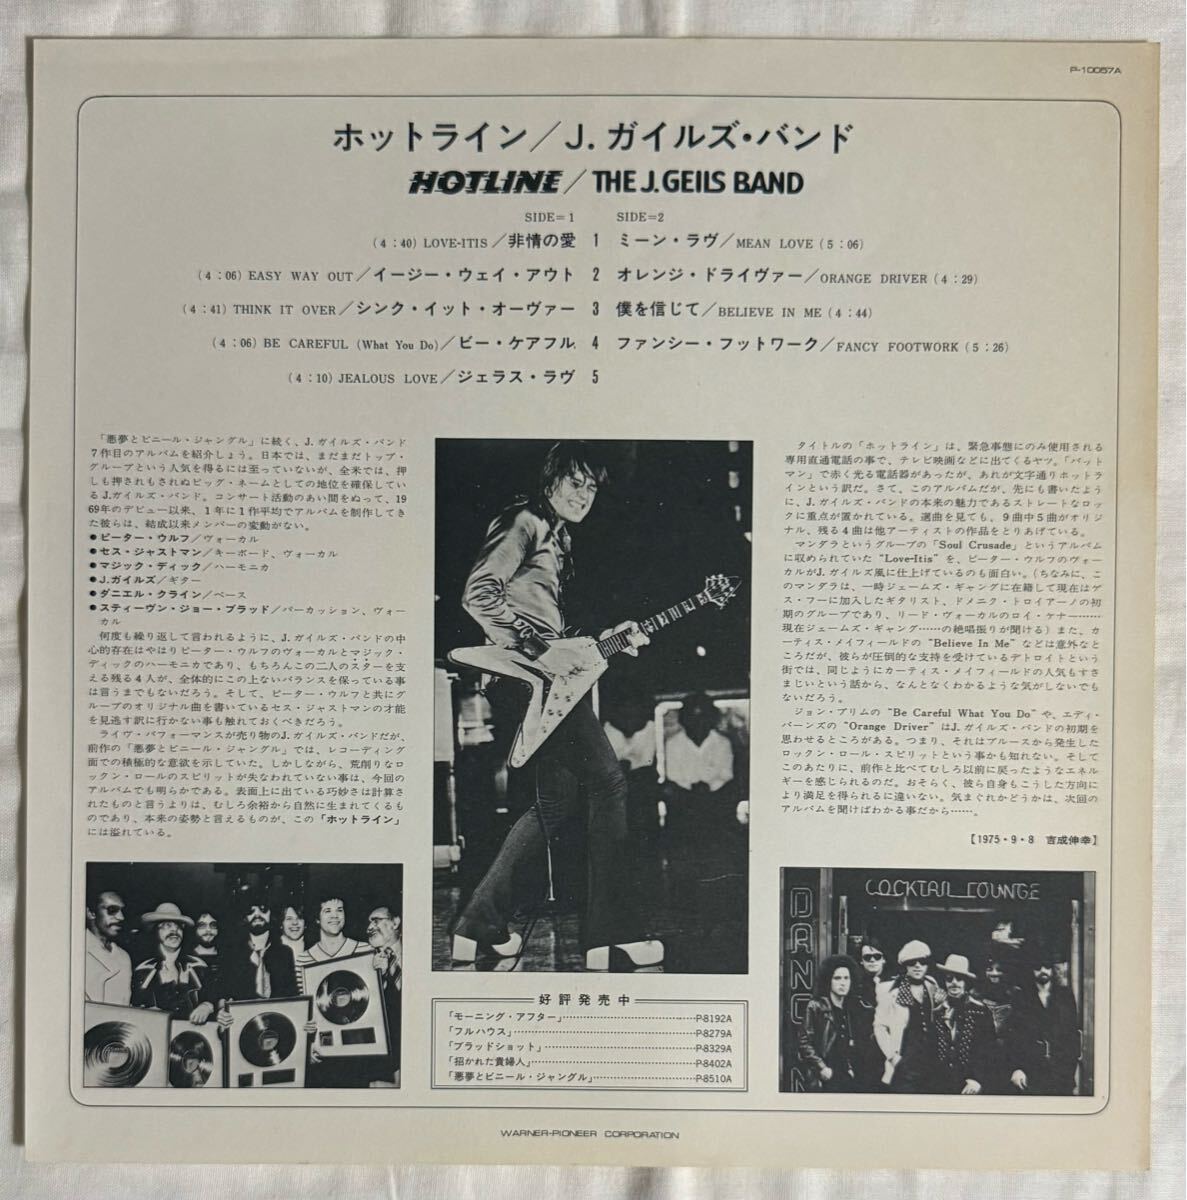 P-10057A
ホットライン/J.ガイルズ・バンド
HOTLINE/THE J.GEILS BAND
SIDE=1
(4:40) LOVE-ITIS/非情の愛 1
(4:06) EASY WAY OUT/イージー・ウェイ・アウト 2
(4:41) THINK IT OVER/シンク・イット・オーヴァー 3
(4:06) BE CAREFUL (What You Do)/ビー・ケアフル 4
(4:10) JEALOUS LOVE/ジェラス・ラヴ 5
SIDE=2
ミーン・ラヴ/MEAN LOVE (5:06)
オレンジ・ドライヴァー/ORANGE DRIVER (4:29)
僕を信じて/BELIEVE IN ME (4:44)
ファンシー・フットワーク/FANCY FOOTWORK (5:26)
「悪夢とビニール・ジャングル」に続く、J.ガイルズ・バンド
7作目のアルバムを紹介しよう。日本では、まだまだトップ・
グループという人気を得るには至っていないが、全米では、押
しも押されもされぬビッグ・ネームとしての地位を確保してい
るJ.ガイルズ・バンド。コンサート活動のあい間をぬって、19
69年のデビュー以来、1年に1作平均でアルバムを制作してき
た彼らは、結成以来メンバーの変動がない。
●ピーター・ウルフ/ヴォーカル
●セス・ジャストマン/キーボード、ヴォーカル
●マジック・ディック/ハーモニカ
●J.ガイルズ/ギター
●ダニエル・クライン/ベース
●スティーヴン・ジョー・ブラッド/パーカッション、ヴォー
カル
何度も繰り返して言われるように、J.ガイルズ・バンドの中
心的存在はやはりピーター・ウルフのヴォーカルとマジック・
ディックのハーモニカであり、もちろんこの二人のスターを支
える残る4人が、全体的にこの上ないバランスを保っている事
は言うまでもないだろう。そして、ピーター・ウルフと共にグ
ループのオリジナル曲を書いているセス・ジャストマンの才能
を見逃す訳に行かない事も触れておくべきだろう。
ライヴ・パフォーマンスが売り物のJ.ガイルズ・バンドだが、
前作の「悪夢とビニール・ジャングル」では、レコーディング
面での積極的な意欲を示していた。しかしながら、荒削りなロ
ックン・ロールのスピリットが失なわれていない事は、今回の
アルバムでも明らかである。表面上に出ている巧妙さは計算さ
れたものと言うよりは、むしろ余裕から自然に生まれてくるも
のであり、本来の姿勢と言えるものが、この「ホットライン」
には溢れている。
タイトルの「ホットライン」は、緊急事態にのみ使用される
専用直通電話の事で、テレビ映画などに出てくるヤツ。「バット
マン」で赤く光る電話器があったが、あれが文字通りホットラ
インという訳だ。さて、このアルバムだが、先にも書いたよう
に、J.ガイルズ・バンドの本来の魅力であるストレートなロッ
クに重点が置かれている。選曲を見ても、9曲中5曲がオリジ
ナル、残る4曲は他アーティストの作品をとりあげている。
マンダラというグループの「Soul Crusade」というアルバム
に収められていた “Love-Itis” を、ピーター・ウルフのヴォー
カルがJ.ガイルズ風に仕上げているのも面白い。(ちなみに、こ
のマンダラは、一時ジェームズ・ギャングに在籍して現在はゲ
ス・フーに加入したギタリスト、ドメニク・トロイアーノの初
期のグループであり、リード・ヴォーカルのロイ・ケナー……
現在ジェームズ・ギャング……の絶唱振りが聞ける) また、カ
ーティス・メイフィールドの “Believe In Me” などは意外なと
ころだが、彼らが圧倒的な支持を受けているデトロイトという
街では、同じようにカーティス・メイフィールドの人気もすさ
まじいという話から、なんとなくわかるような気がしないでも
ないだろう。
ジョン・ブリムの “Be Careful What You Do” や、エディ・
バーンズの “Orange Driver” はJ.ガイルズ・バンドの初期を
思わせるところがある。つまり、それはブルースから発生した
ロックン・ロール・スピリットという事かも知れない。そして
このあたりに、前作と比べてむしろ以前に戻ったようなエネル
ギーを感じられるのだ。おそらく、彼ら自身もこうした方向に
より満足を得られるに違いない。気まぐれかどうかは、次回の
アルバムを聞けばわかる事だから……。
【1975・9・8 吉成伸幸】
COCKTAIL LOUNGE
DANC N
好評発売中
「モーニング・アフター」……P-8192A
「フルハウス」……P-8279A
「ブラッドショット」……P-8329A
「招かれた貴婦人」……P-8402A
「悪夢とビニール・ジャングル」……P-8510A
WARNER-PIONEER CORPORATION